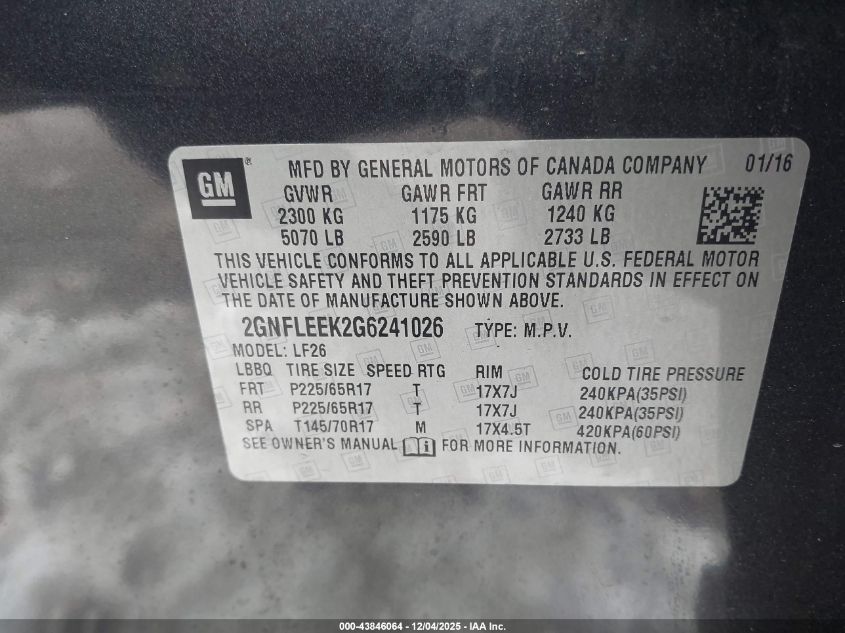 GM ® MFD BY GENERAL MOTORS OF CANADA COMPANY 01/16
GVWR GAWR FRT GAWR RR
2300 KG 1175 KG 1240 KG
5070 LB 2590 LB 2733 LB
THIS VEHICLE CONFORMS TO ALL APPLICABLE U.S. FEDERAL MOTOR
VEHICLE SAFETY AND THEFT PREVENTION STANDARDS IN EFFECT ON
THE DATE OF MANUFACTURE SHOWN ABOVE.
2GNFLEEK2G6241026 TYPE: M.P.V.
MODEL: LF26
LBBQ TIRE SIZE SPEED RTG RIM COLD TIRE PRESSURE
FRT P225/65R17 T 17X7J 240KPA(35PSI)
RR P225/65R17 T 17X7J 240KPA(35PSI)
SPA T145/70R17 M 17X4.5T 420KPA(60PSI)
SEE OWNER'S MANUAL i FOR MORE INFORMATION.
000-43846064 - 12/04/2025 - IAA Inc.